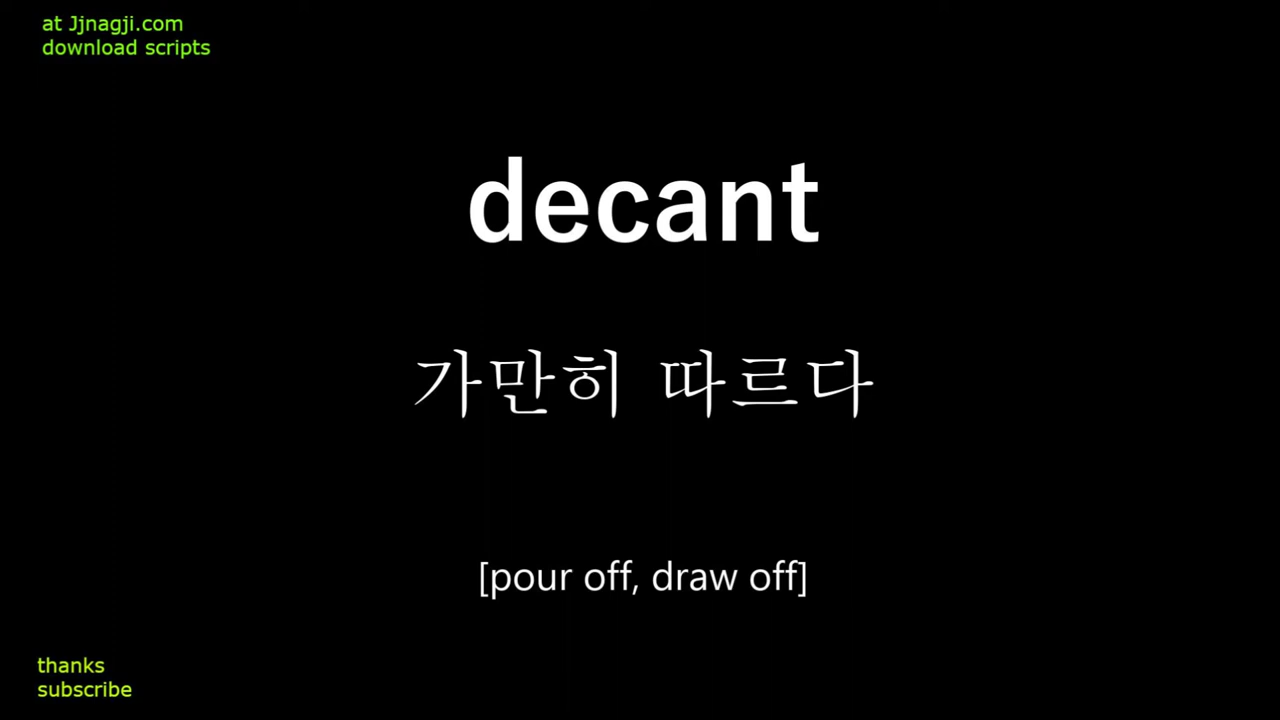 at Jjnagji.com
download scripts
decant
가만히 따르다
[pour off, draw off]
thanks
subscribe